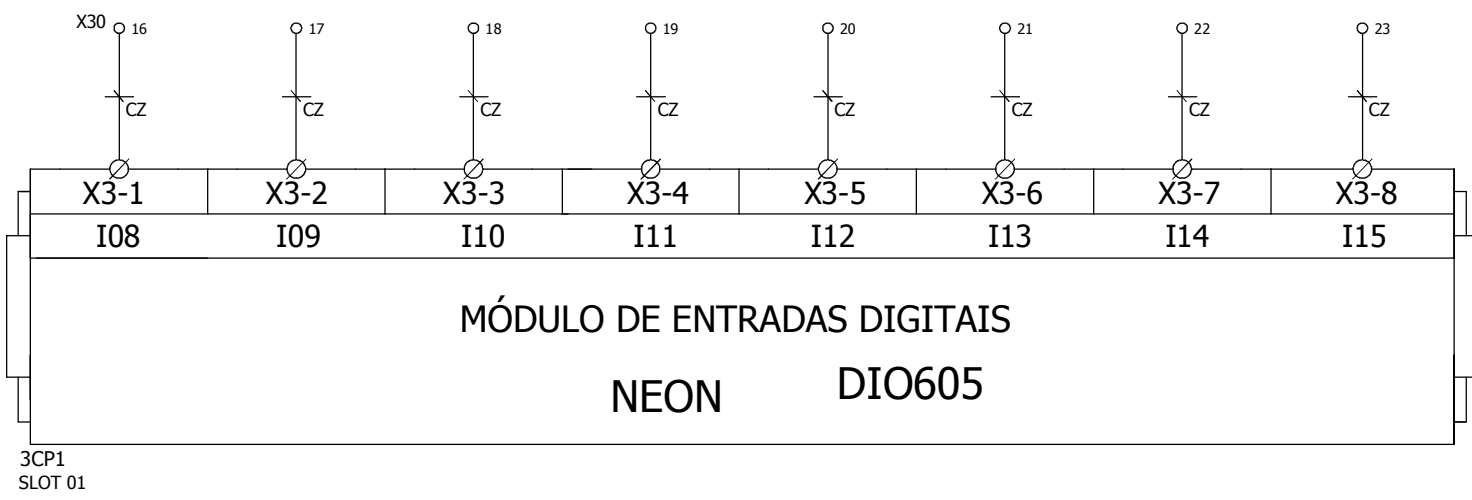 X30 16 17 18 19 20 21 22 23
CZ CZ CZ CZ CZ CZ CZ CZ
X3-1 X3-2 X3-3 X3-4 X3-5 X3-6 X3-7 X3-8
I08 I09 I10 I11 I12 I13 I14 I15
MÓDULO DE ENTRADAS DIGITAIS
NEON DIO605
3CP1
SLOT 01